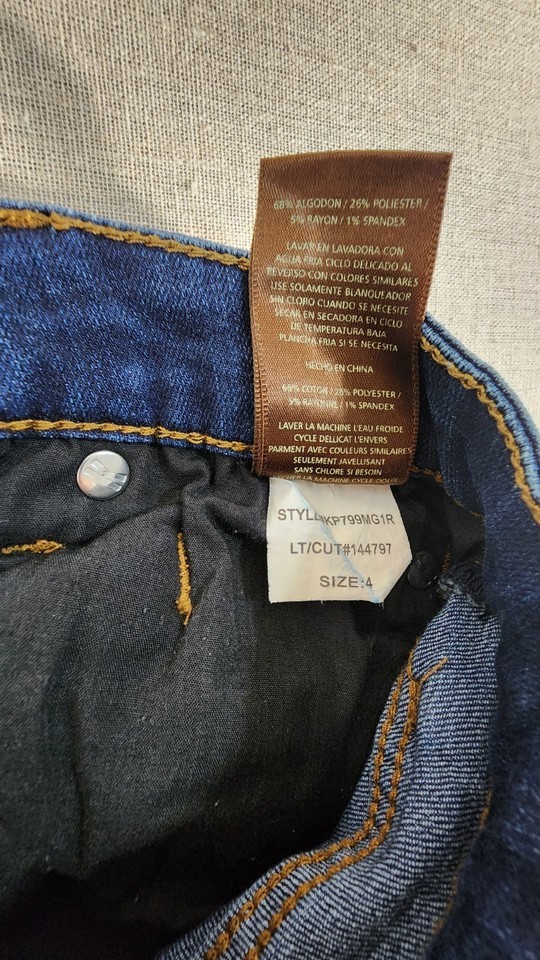 68% ALGODON / 26% POLIESTER /
5% RAYON / 1% SPANDEX
LAVAR EN LAVADORA CON
AGUA FRIA CICLO DELICADO AL
REVERSO CON COLORES SIMILARES
USE SOLAMENTE BLANQUEADOR
SIN CLORO CUANDO SE NECESITE
SECAR EN SECADORA EN CICLO
DE TEMPERATURA BAJA
PLANCHA FRIA SI SE NECESITA
HECHO EN CHINA
68% COTON / 26% POLYESTER /
5% / 1% SPANDEX
LAVER LA MACHINE L'EAU FROIDE
CYCLE DELICAT L'ENVERS
PARMENT AVEC COULEURS SIMILAIRES
SEULEMENT JAVELLISANT
SANS CHLORE SI BESOIN
LA MACHINE CYCLE
KP799MG1R
LT/CUT#144797
SIZE:4